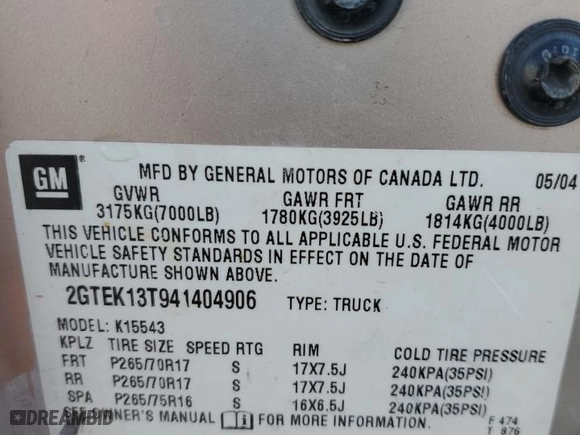 GM ®
MFD BY GENERAL MOTORS OF CANADA LTD. 05/04
GVWR GAWR FRT GAWR RR
3175KG(7000LB) 1780KG(3925LB) 1814KG(4000LB)
THIS VEHICLE CONFORMS TO ALL APPLICABLE U.S. FEDERAL MOTOR
VEHICLE SAFETY STANDARDS IN EFFECT ON THE DATE OF
MANUFACTURE SHOWN ABOVE.
2GTEK13T941404906 TYPE: TRUCK
MODEL: K15543
KPLZ TIRE SIZE SPEED RTG RIM COLD TIRE PRESSURE
FRT P265/70R17 S 17X7.5J 240KPA(35PSI)
RR P265/70R17 S 17X7.5J 240KPA(35PSI)
SPA P265/75R16 S 16X6.5J 240KPA(35PSI)
SEE OWNER'S MANUAL FOR MORE INFORMATION. F 474
T 876
DREAMBID